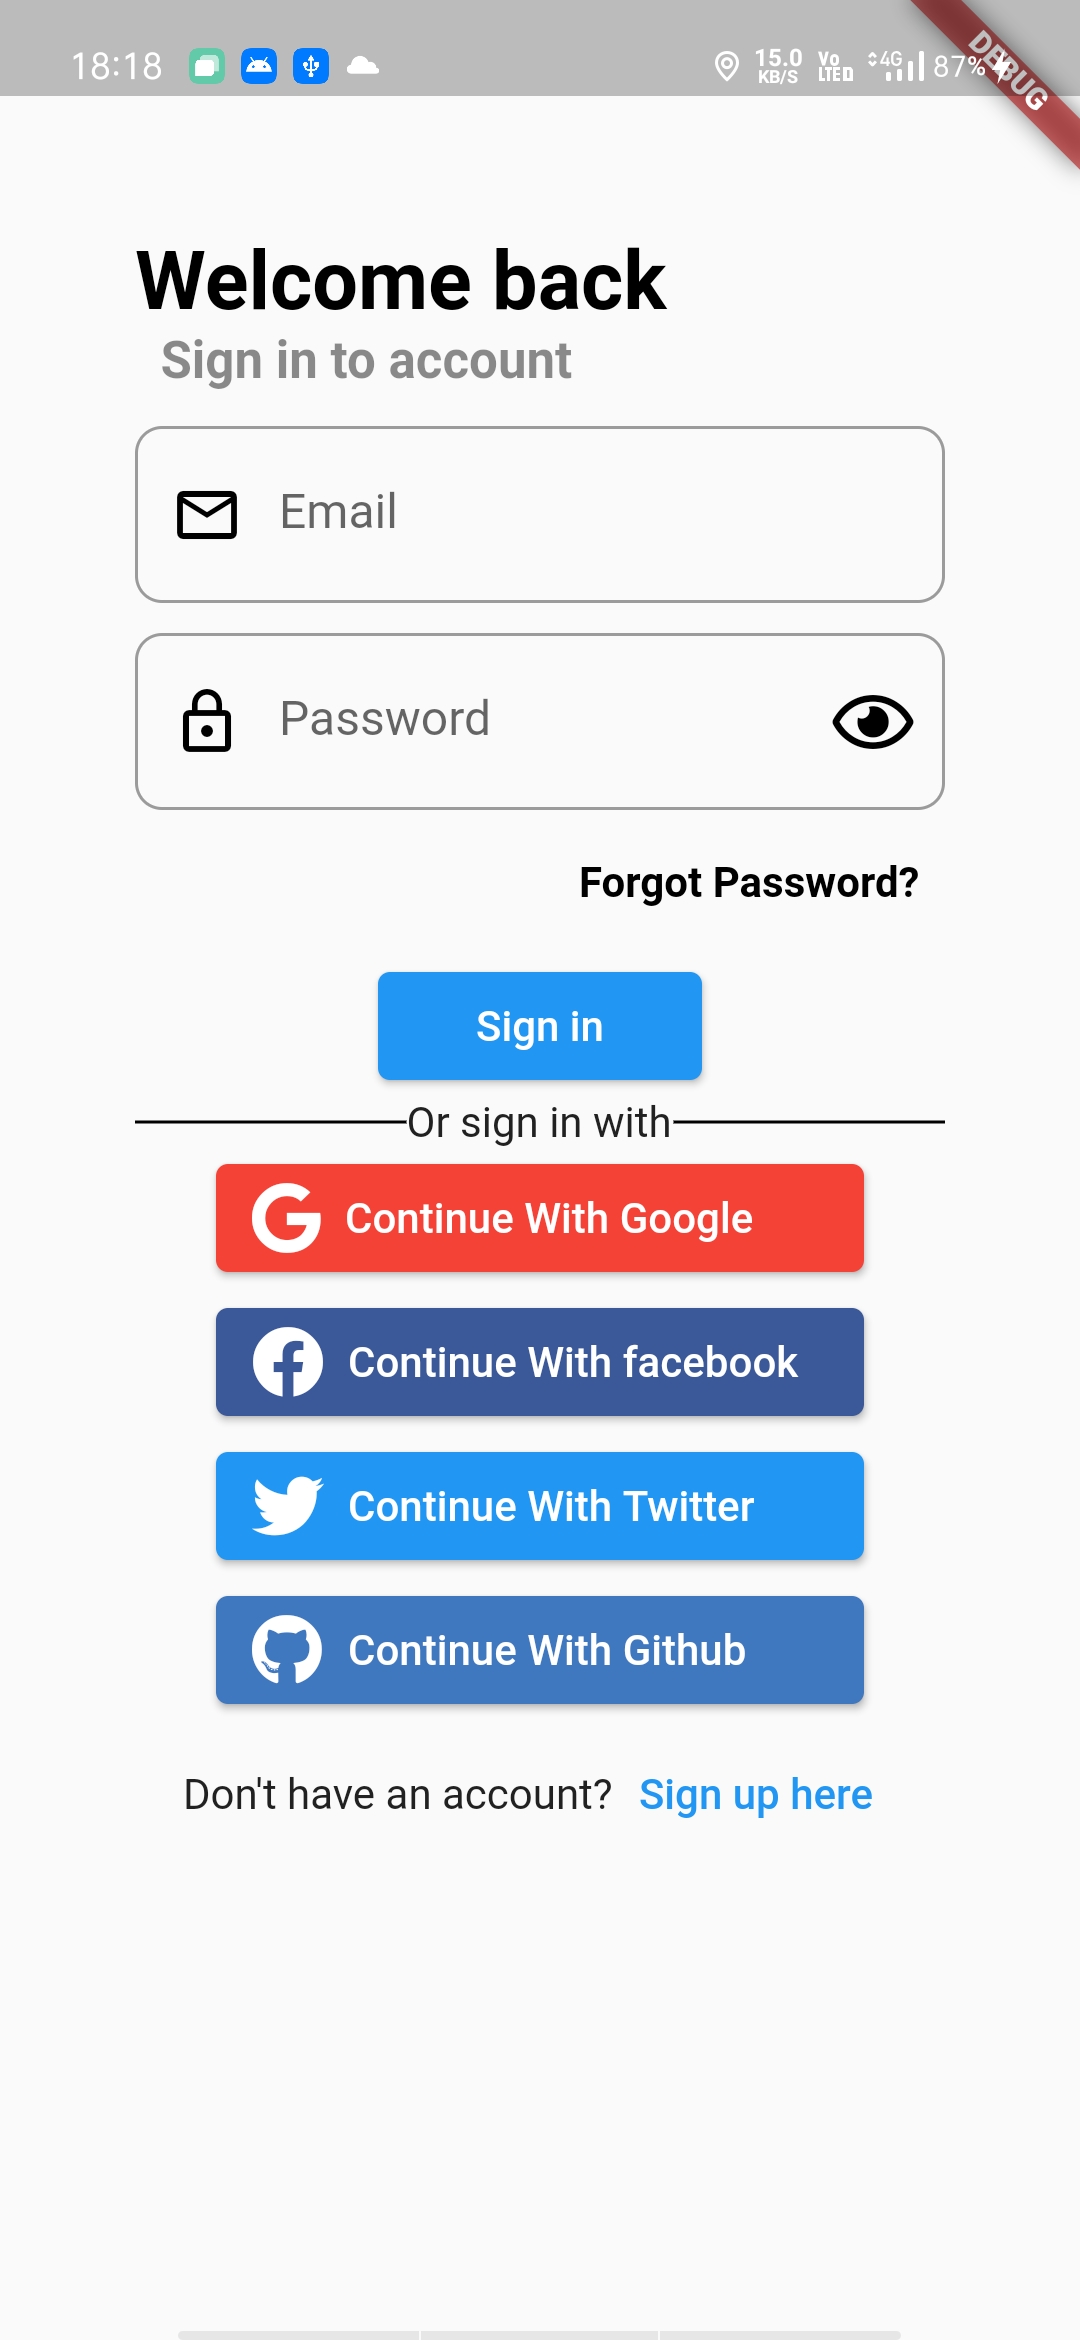 18:18 15.0 KB/S Vo LTE D 4G 87%
DEBUG
Welcome back
Sign in to account
Email
Password
Forgot Password?
Sign in
Or sign in with
Continue With Google
Continue With facebook
Continue With Twitter
Continue With Github
Don't have an account? Sign up here